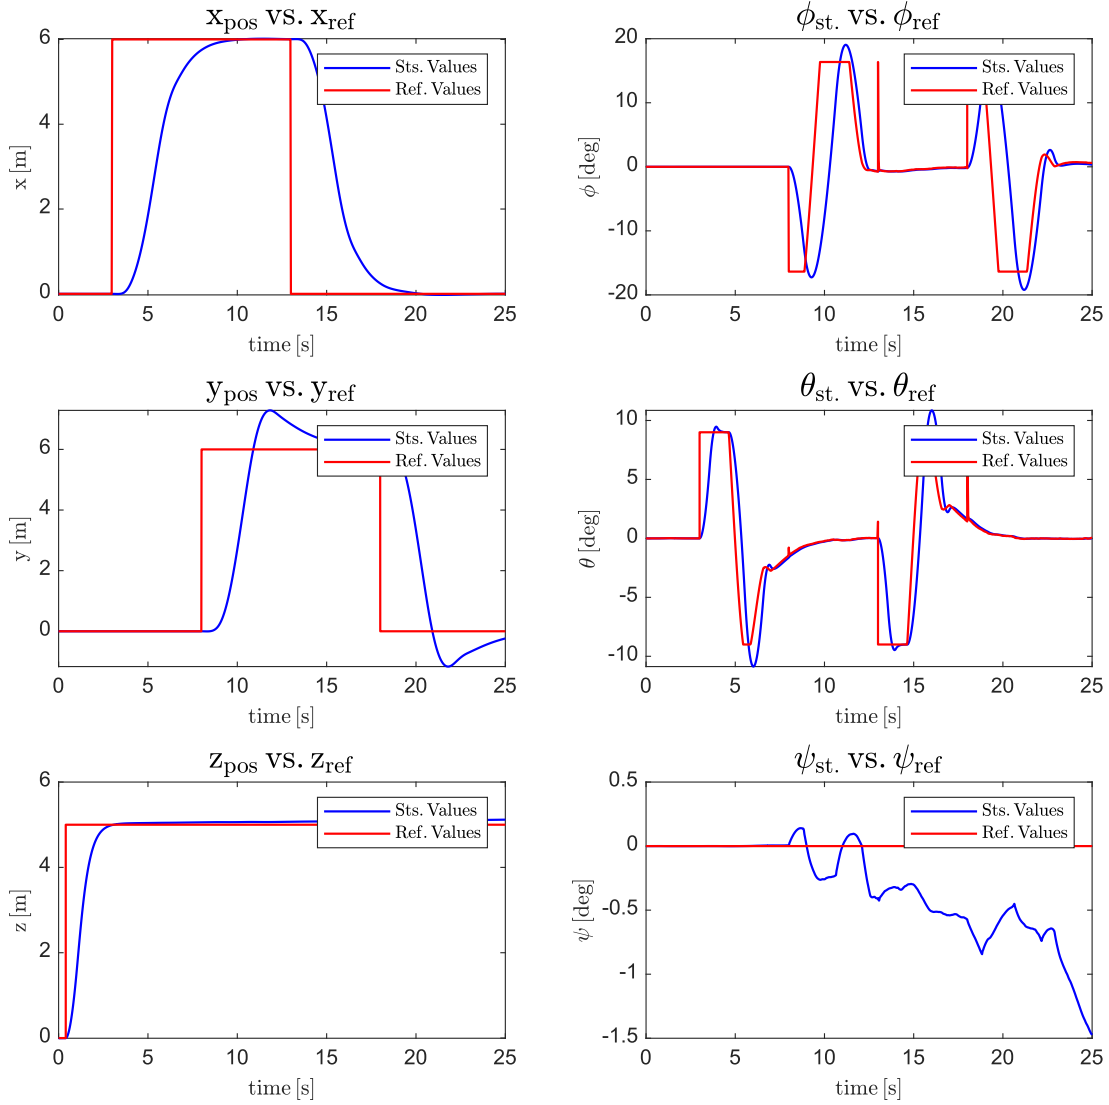 x_pos vs. x_ref
6
4
2
0
x [m]
Sts. Values
Ref. Values
0 5 10 15 20 25
time [s]
ϕ_st. vs. ϕ_ref
20
10
0
-10
-20
ϕ [deg]
Sts. Values
Ref. Values
0 5 10 15 20 25
time [s]
y_pos vs. y_ref
6
4
2
0
y [m]
Sts. Values
Ref. Values
0 5 10 15 20 25
time [s]
θ_st. vs. θ_ref
10
5
0
-5
-10
θ [deg]
Sts. Values
Ref. Values
0 5 10 15 20 25
time [s]
z_pos vs. z_ref
6
4
2
0
z [m]
Sts. Values
Ref. Values
0 5 10 15 20 25
time [s]
ψ_st. vs. ψ_ref
0.5
0
-0.5
-1
-1.5
ψ [deg]
Sts. Values
Ref. Values
0 5 10 15 20 25
time [s]